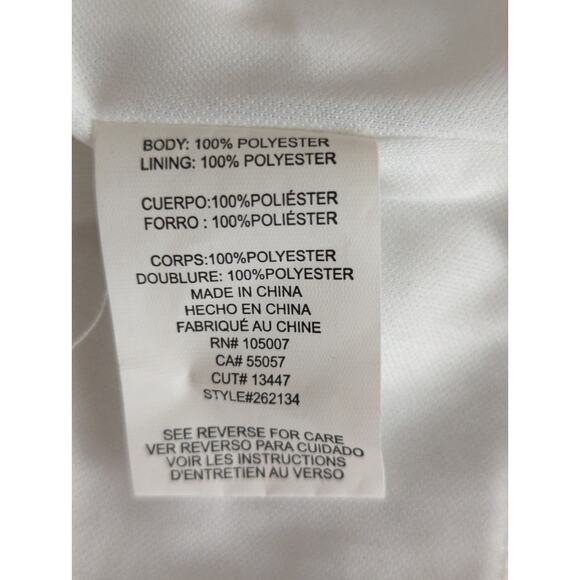 BODY: 100% POLYESTER
LINING: 100% POLYESTER
CUERPO:100%POLIÉSTER
FORRO : 100%POLIÉSTER
CORPS:100%POLYESTER
DOUBLURE: 100%POLYESTER
MADE IN CHINA
HECHO EN CHINA
FABRIQUÉ AU CHINE
RN# 105007
CA# 55057
CUT# 13447
STYLE#262134
SEE REVERSE FOR CARE
VER REVERSO PARA CUIDADO
VOIR LES INSTRUCTIONS
D'ENTRETIEN AU VERSO